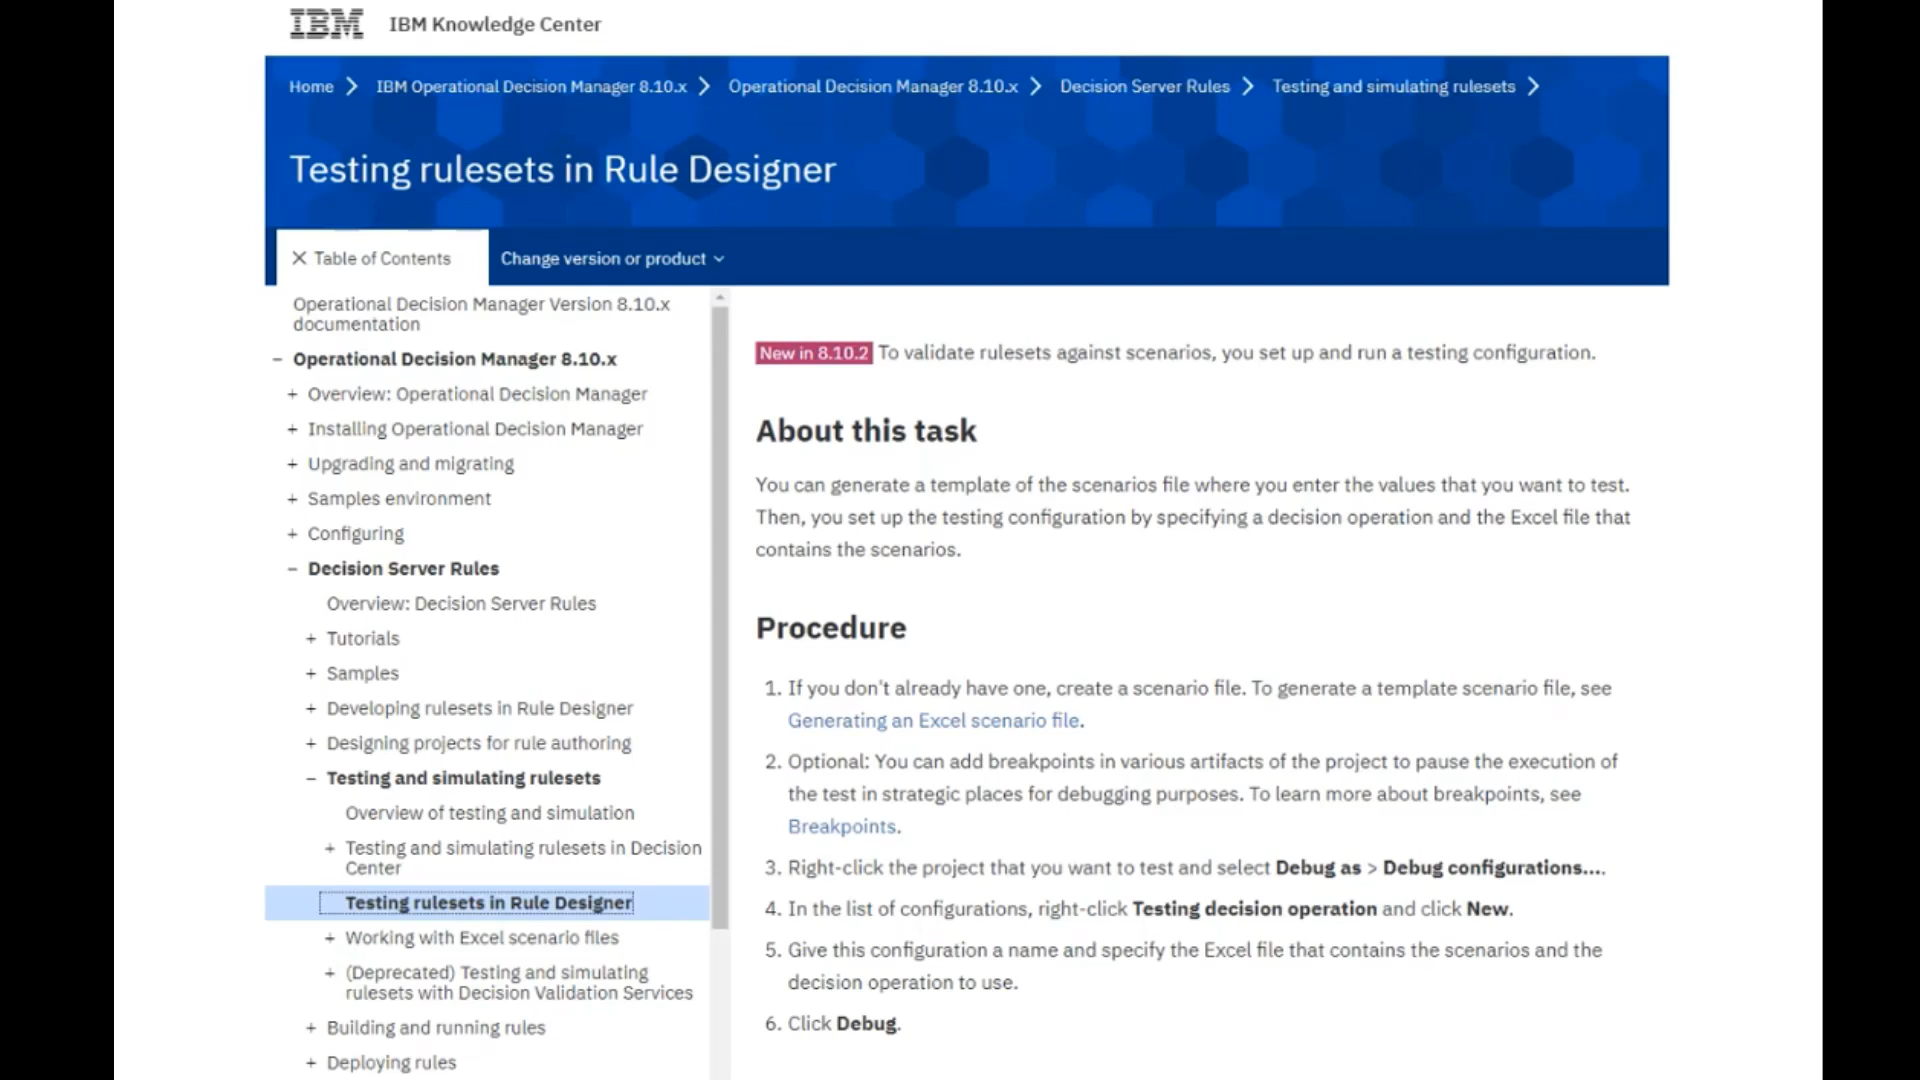 IBM IBM Knowledge Center
Home IBM Operational Decision Manager 8.10.x Operational Decision Manager 8.10.x Decision Server Rules Testing and simulating rulesets
Testing rulesets in Rule Designer
Table of Contents Change version or product
Operational Decision Manager Version 8.10.x
documentation
– Operational Decision Manager 8.10.x
+ Overview: Operational Decision Manager
+ Installing Operational Decision Manager
+ Upgrading and migrating
+ Samples environment
+ Configuring
– Decision Server Rules
Overview: Decision Server Rules
+ Tutorials
+ Samples
+ Developing rulesets in Rule Designer
+ Designing projects for rule authoring
– Testing and simulating rulesets
Overview of testing and simulation
+ Testing and simulating rulesets in Decision
Center
Testing rulesets in Rule Designer
+ Working with Excel scenario files
+ (Deprecated) Testing and simulating
rulesets with Decision Validation Services
+ Building and running rules
+ Deploying rules
New in 8.10.2 To validate rulesets against scenarios, you set up and run a testing configuration.
About this task
You can generate a template of the scenarios file where you enter the values that you want to test.
Then, you set up the testing configuration by specifying a decision operation and the Excel file that
contains the scenarios.
Procedure
1. If you don't already have one, create a scenario file. To generate a template scenario file, see
Generating an Excel scenario file.
2. Optional: You can add breakpoints in various artifacts of the project to pause the execution of
the test in strategic places for debugging purposes. To learn more about breakpoints, see
Breakpoints.
3. Right-click the project that you want to test and select Debug as > Debug configurations....
4. In the list of configurations, right-click Testing decision operation and click New.
5. Give this configuration a name and specify the Excel file that contains the scenarios and the
decision operation to use.
6. Click Debug.